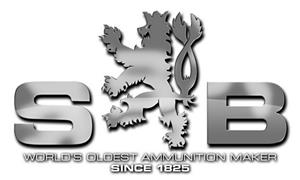 S B
WORLD'S OLDEST AMMUNITION MAKER
SINCE 1825